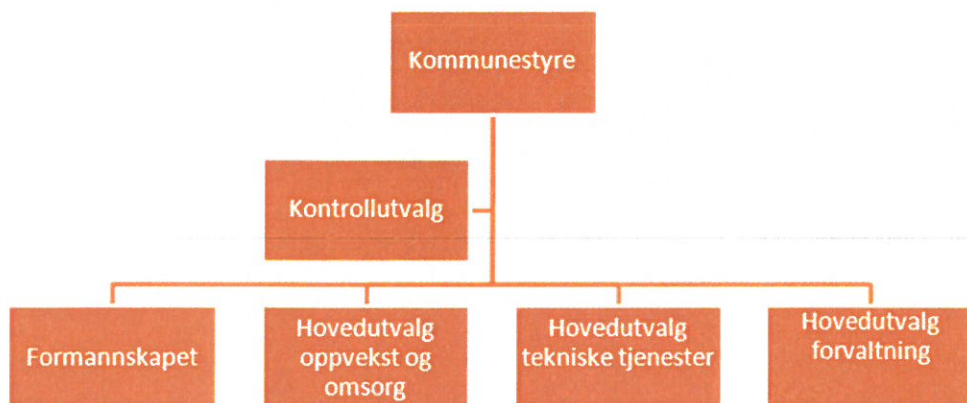 Kommunestyre
Kontrollutvalg
Formannskapet
Hovedutvalg
oppvekst og
omsorg
Hovedutvalg
tekniske tjenester
Hovedutvalg
forvaltning